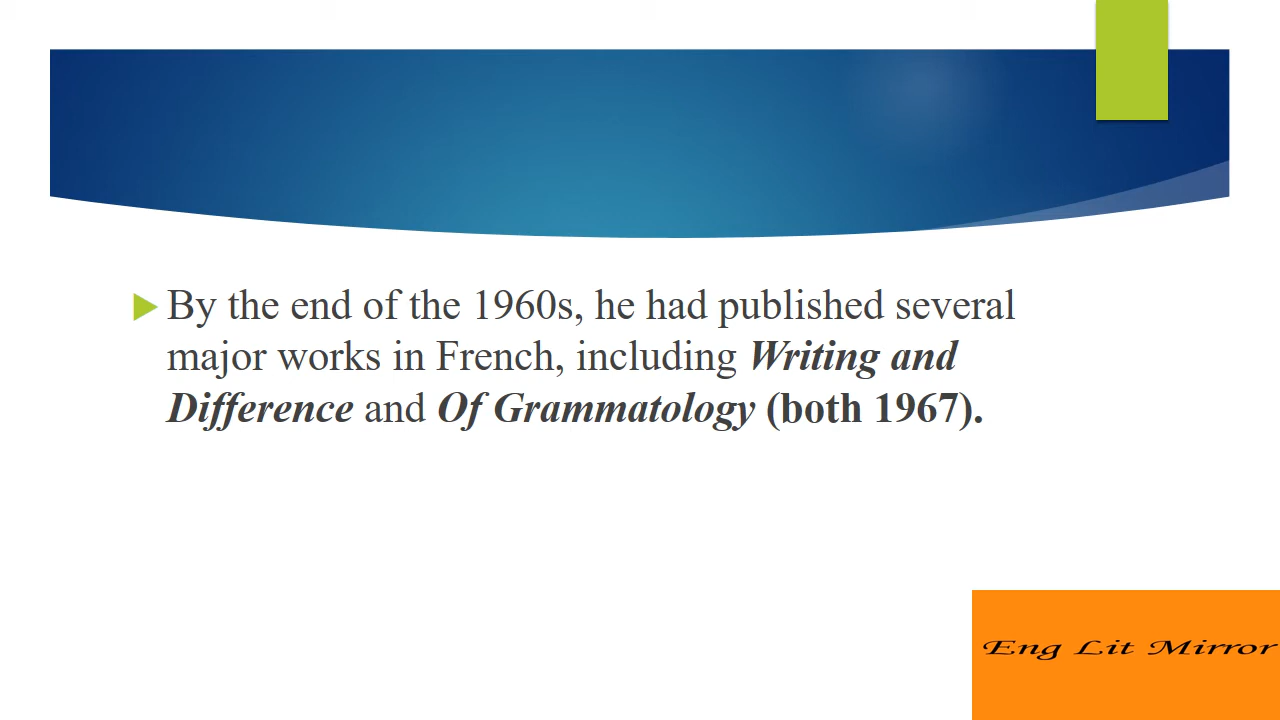 By the end of the 1960s, he had published several
major works in French, including Writing and
Difference and Of Grammatology (both 1967).
Eng Lit Mirror